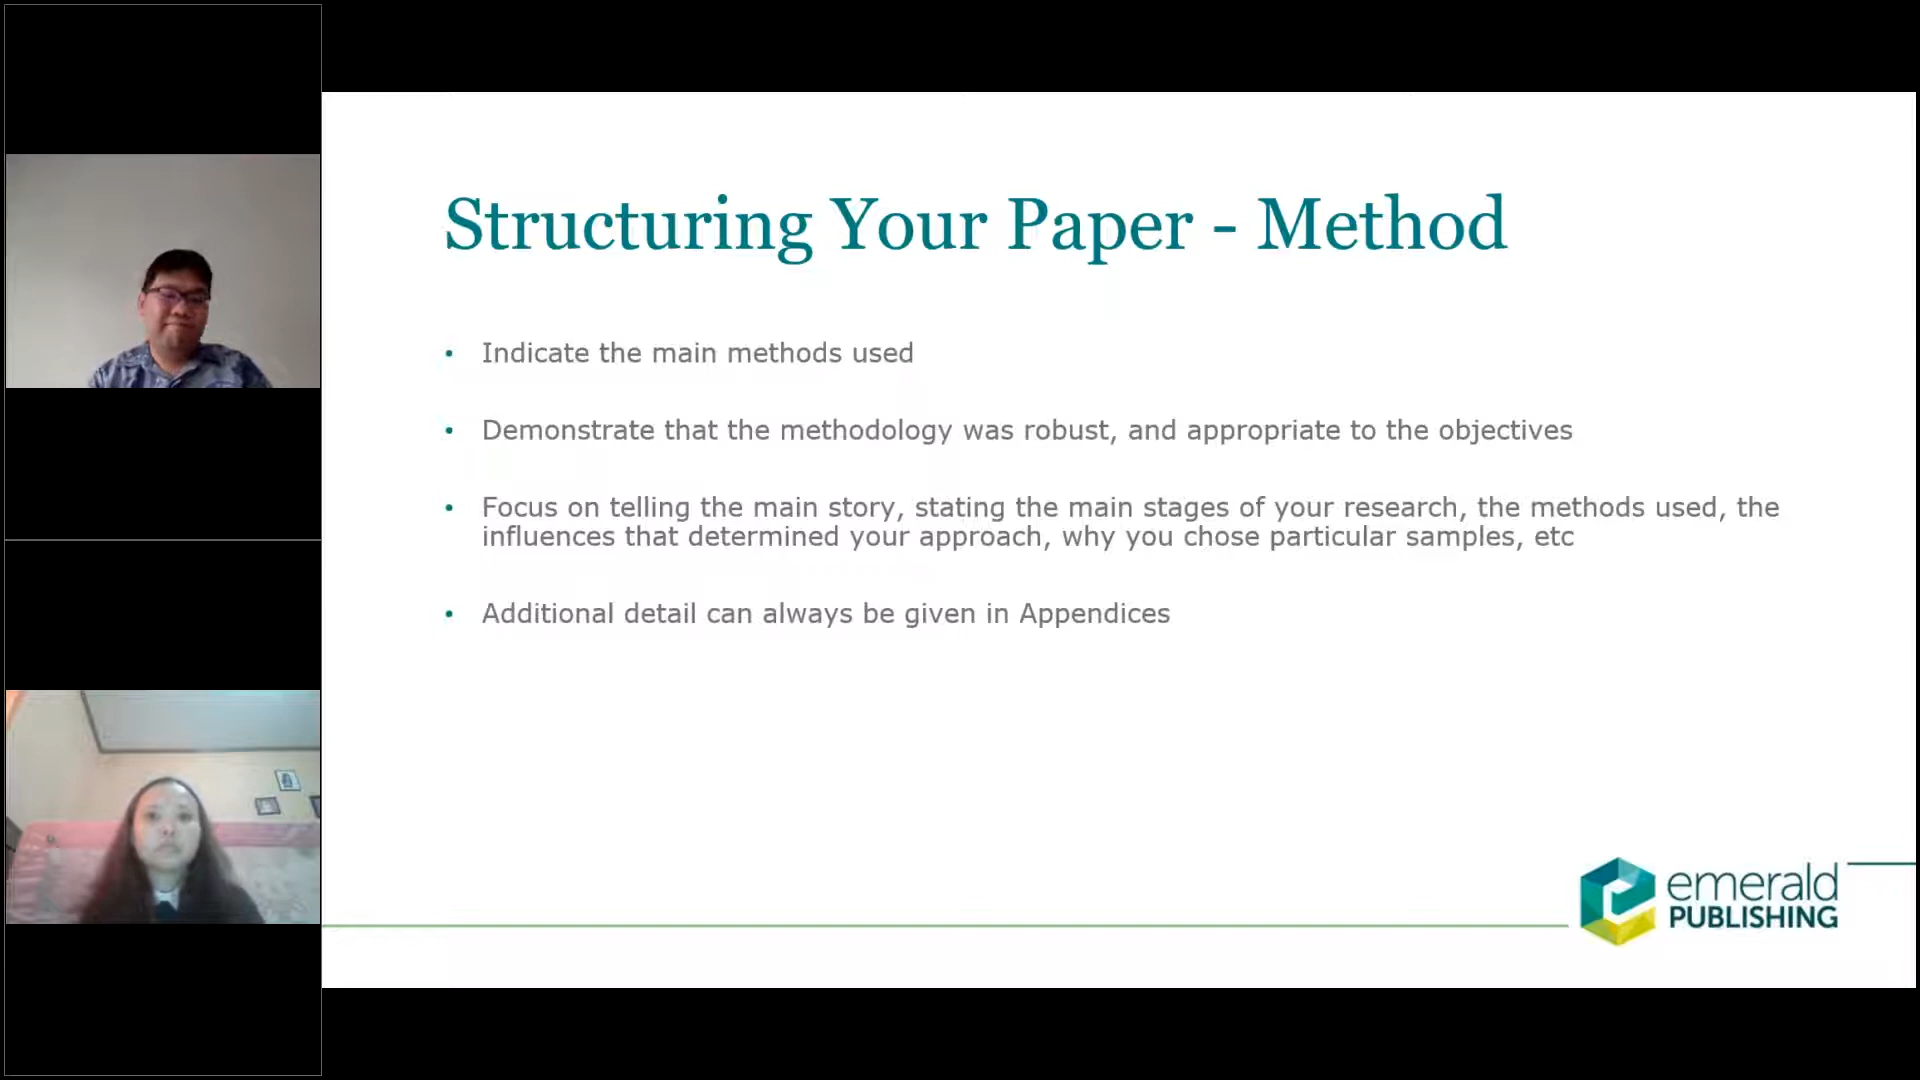 Structuring Your Paper - Method
• Indicate the main methods used
• Demonstrate that the methodology was robust, and appropriate to the objectives
• Focus on telling the main story, stating the main stages of your research, the methods used, the
influences that determined your approach, why you chose particular samples, etc
• Additional detail can always be given in Appendices
emerald
PUBLISHING